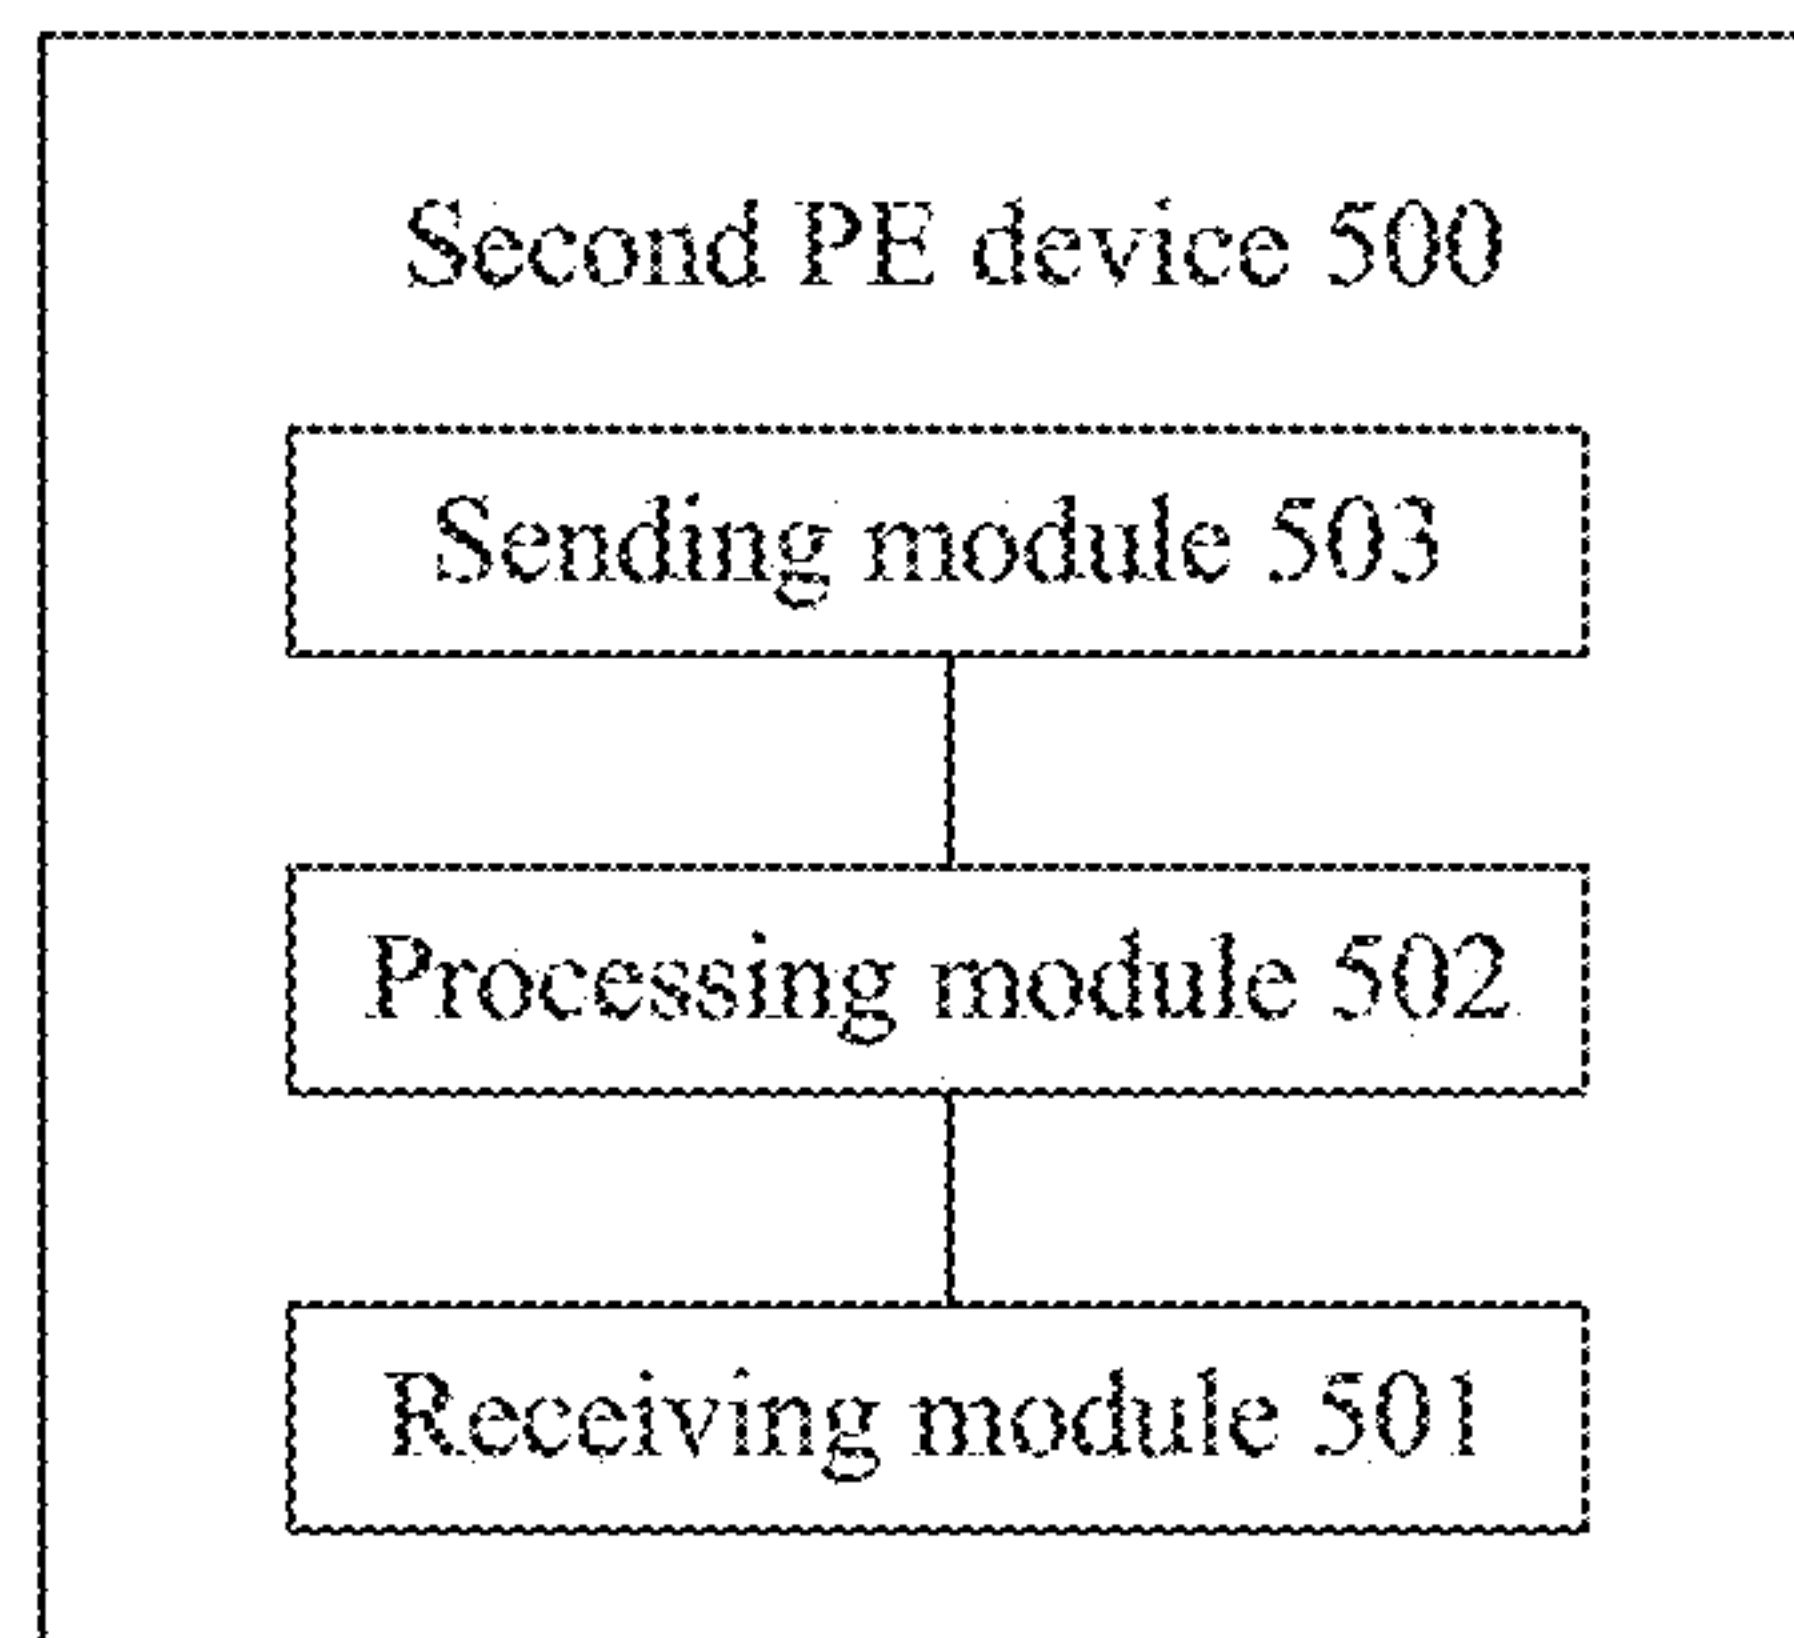 Second PE device 500
Sending module 503
Processing module 502
Receiving module 501